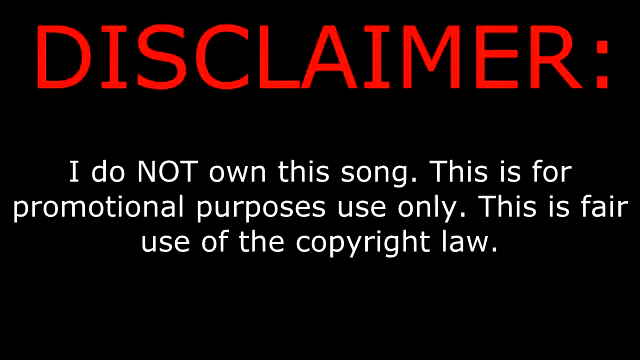 DISCLAIMER:
I do NOT own this song. This is for
promotional purposes use only. This is fair
use of the copyright law.